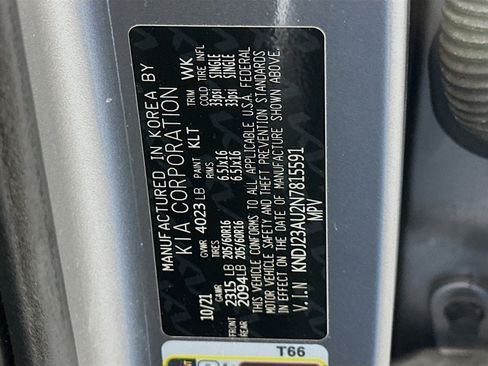 MANUFACTURED IN KOREA BY
KIA CORPORATION
10/21 GVWR 4023 LB PAINT KLT TRIM WK
GAWR TIRES RIMS COLD TIRE INFL
FRONT 2315 LB 205/60R16 6.5JX16 33psi SINGLE
REAR 2094 LB 205/60R16 6.5JX16 33psi SINGLE
THIS VEHICLE CONFORMS TO ALL APPLICABLE U.S.A. FEDERAL
MOTOR VEHICLE SAFETY AND THEFT PREVENTION STANDARDS
IN EFFECT ON THE DATE OF MANUFACTURE SHOWN ABOVE.
V.I.N KNDJ23AU2N7815591
MPV
T66